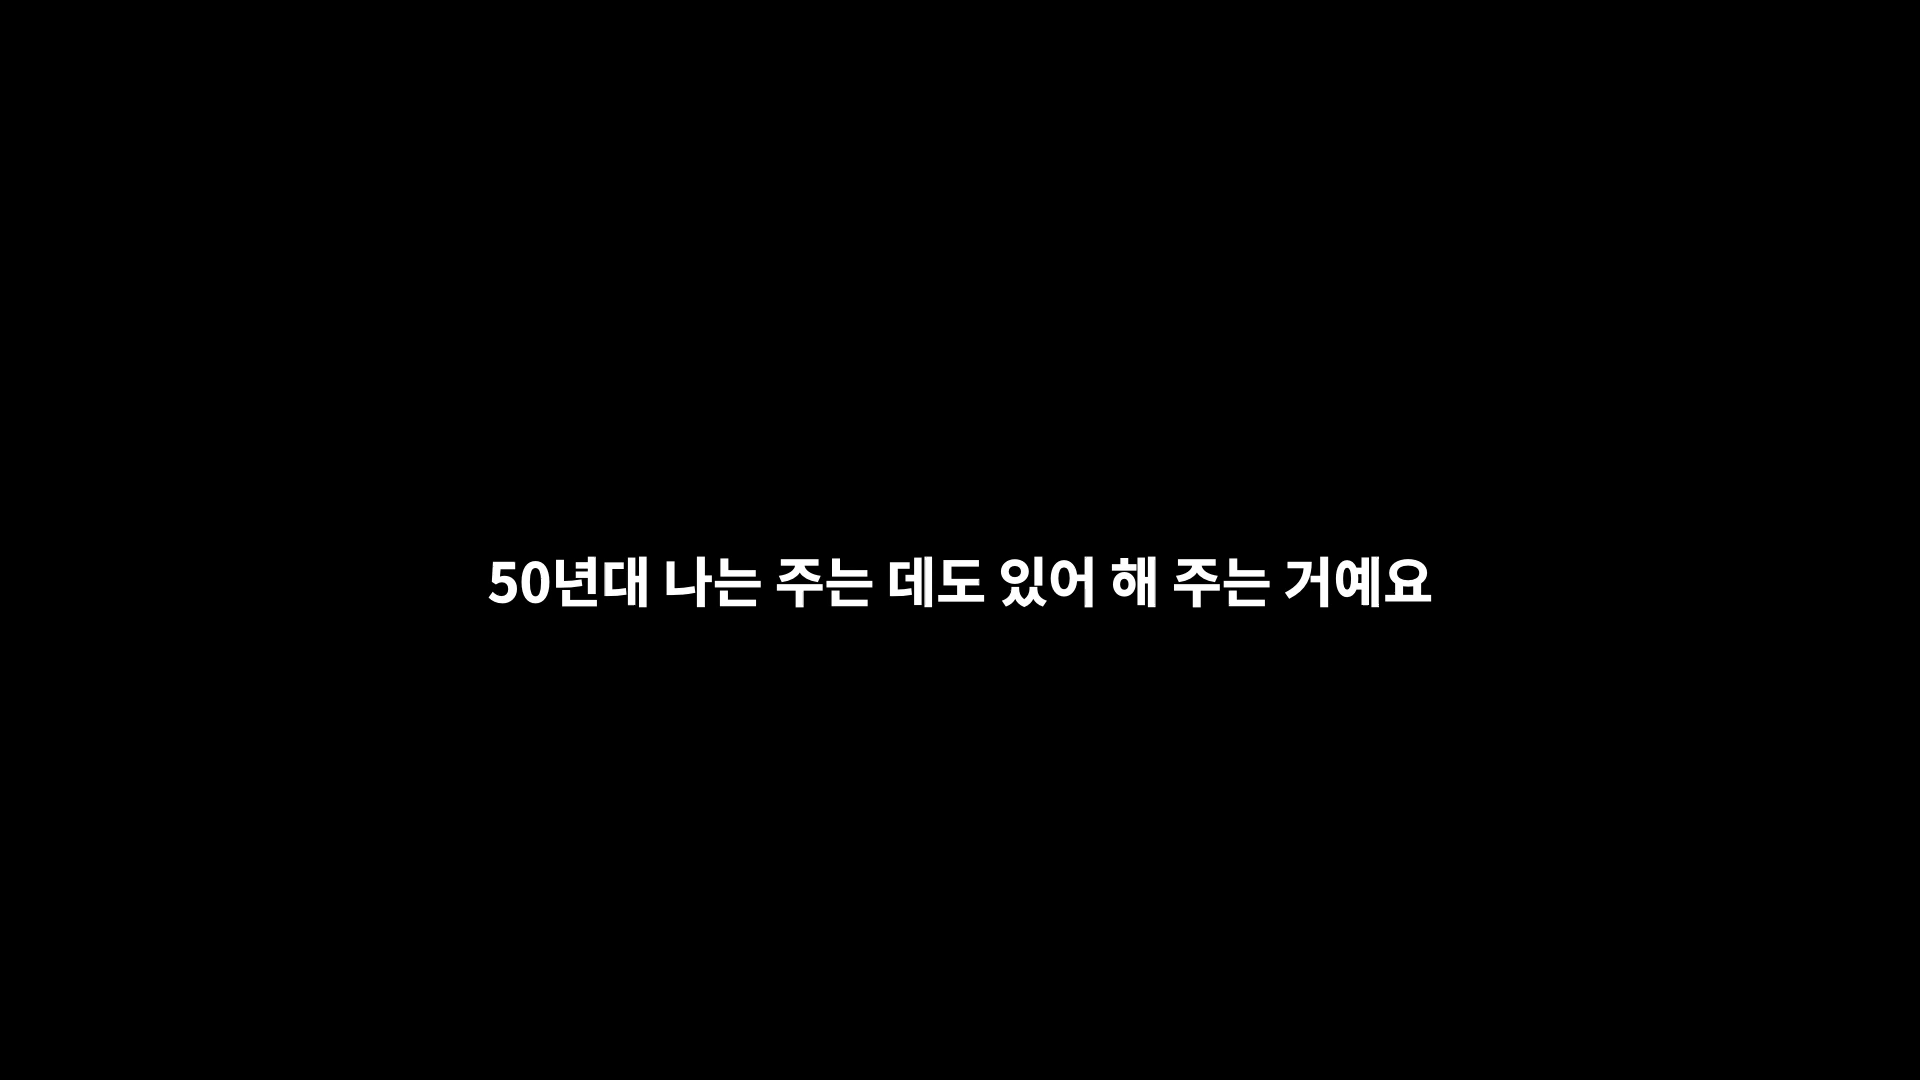 50년대 나는 주는 데도 있어 해 주는 거예요